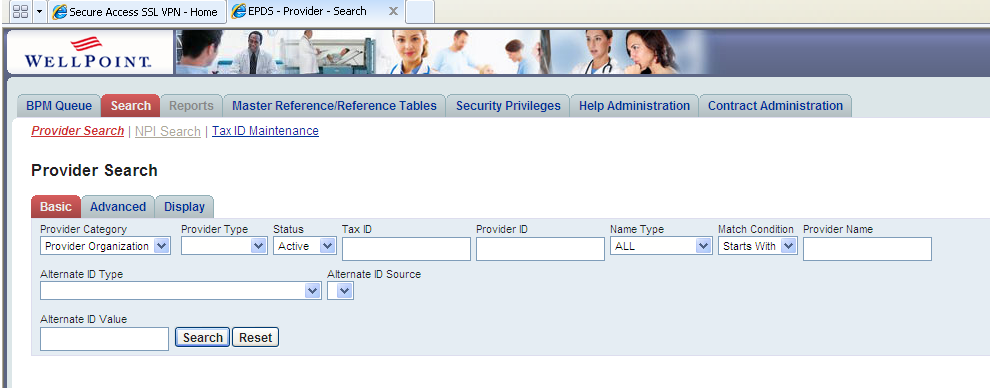 Secure Access SSL VPN - Home EPDS - Provider - Search X
WELLPOINT.
BPM Queue Search Reports Master Reference/Reference Tables Security Privileges Help Administration Contract Administration
Provider Search | NPI Search | Tax ID Maintenance
Provider Search
Basic Advanced Display
Provider Category Provider Type Status Tax ID Provider ID Name Type Match Condition Provider Name
Provider Organization Active ALL Starts With
Alternate ID Type Alternate ID Source
Alternate ID Value
Search Reset